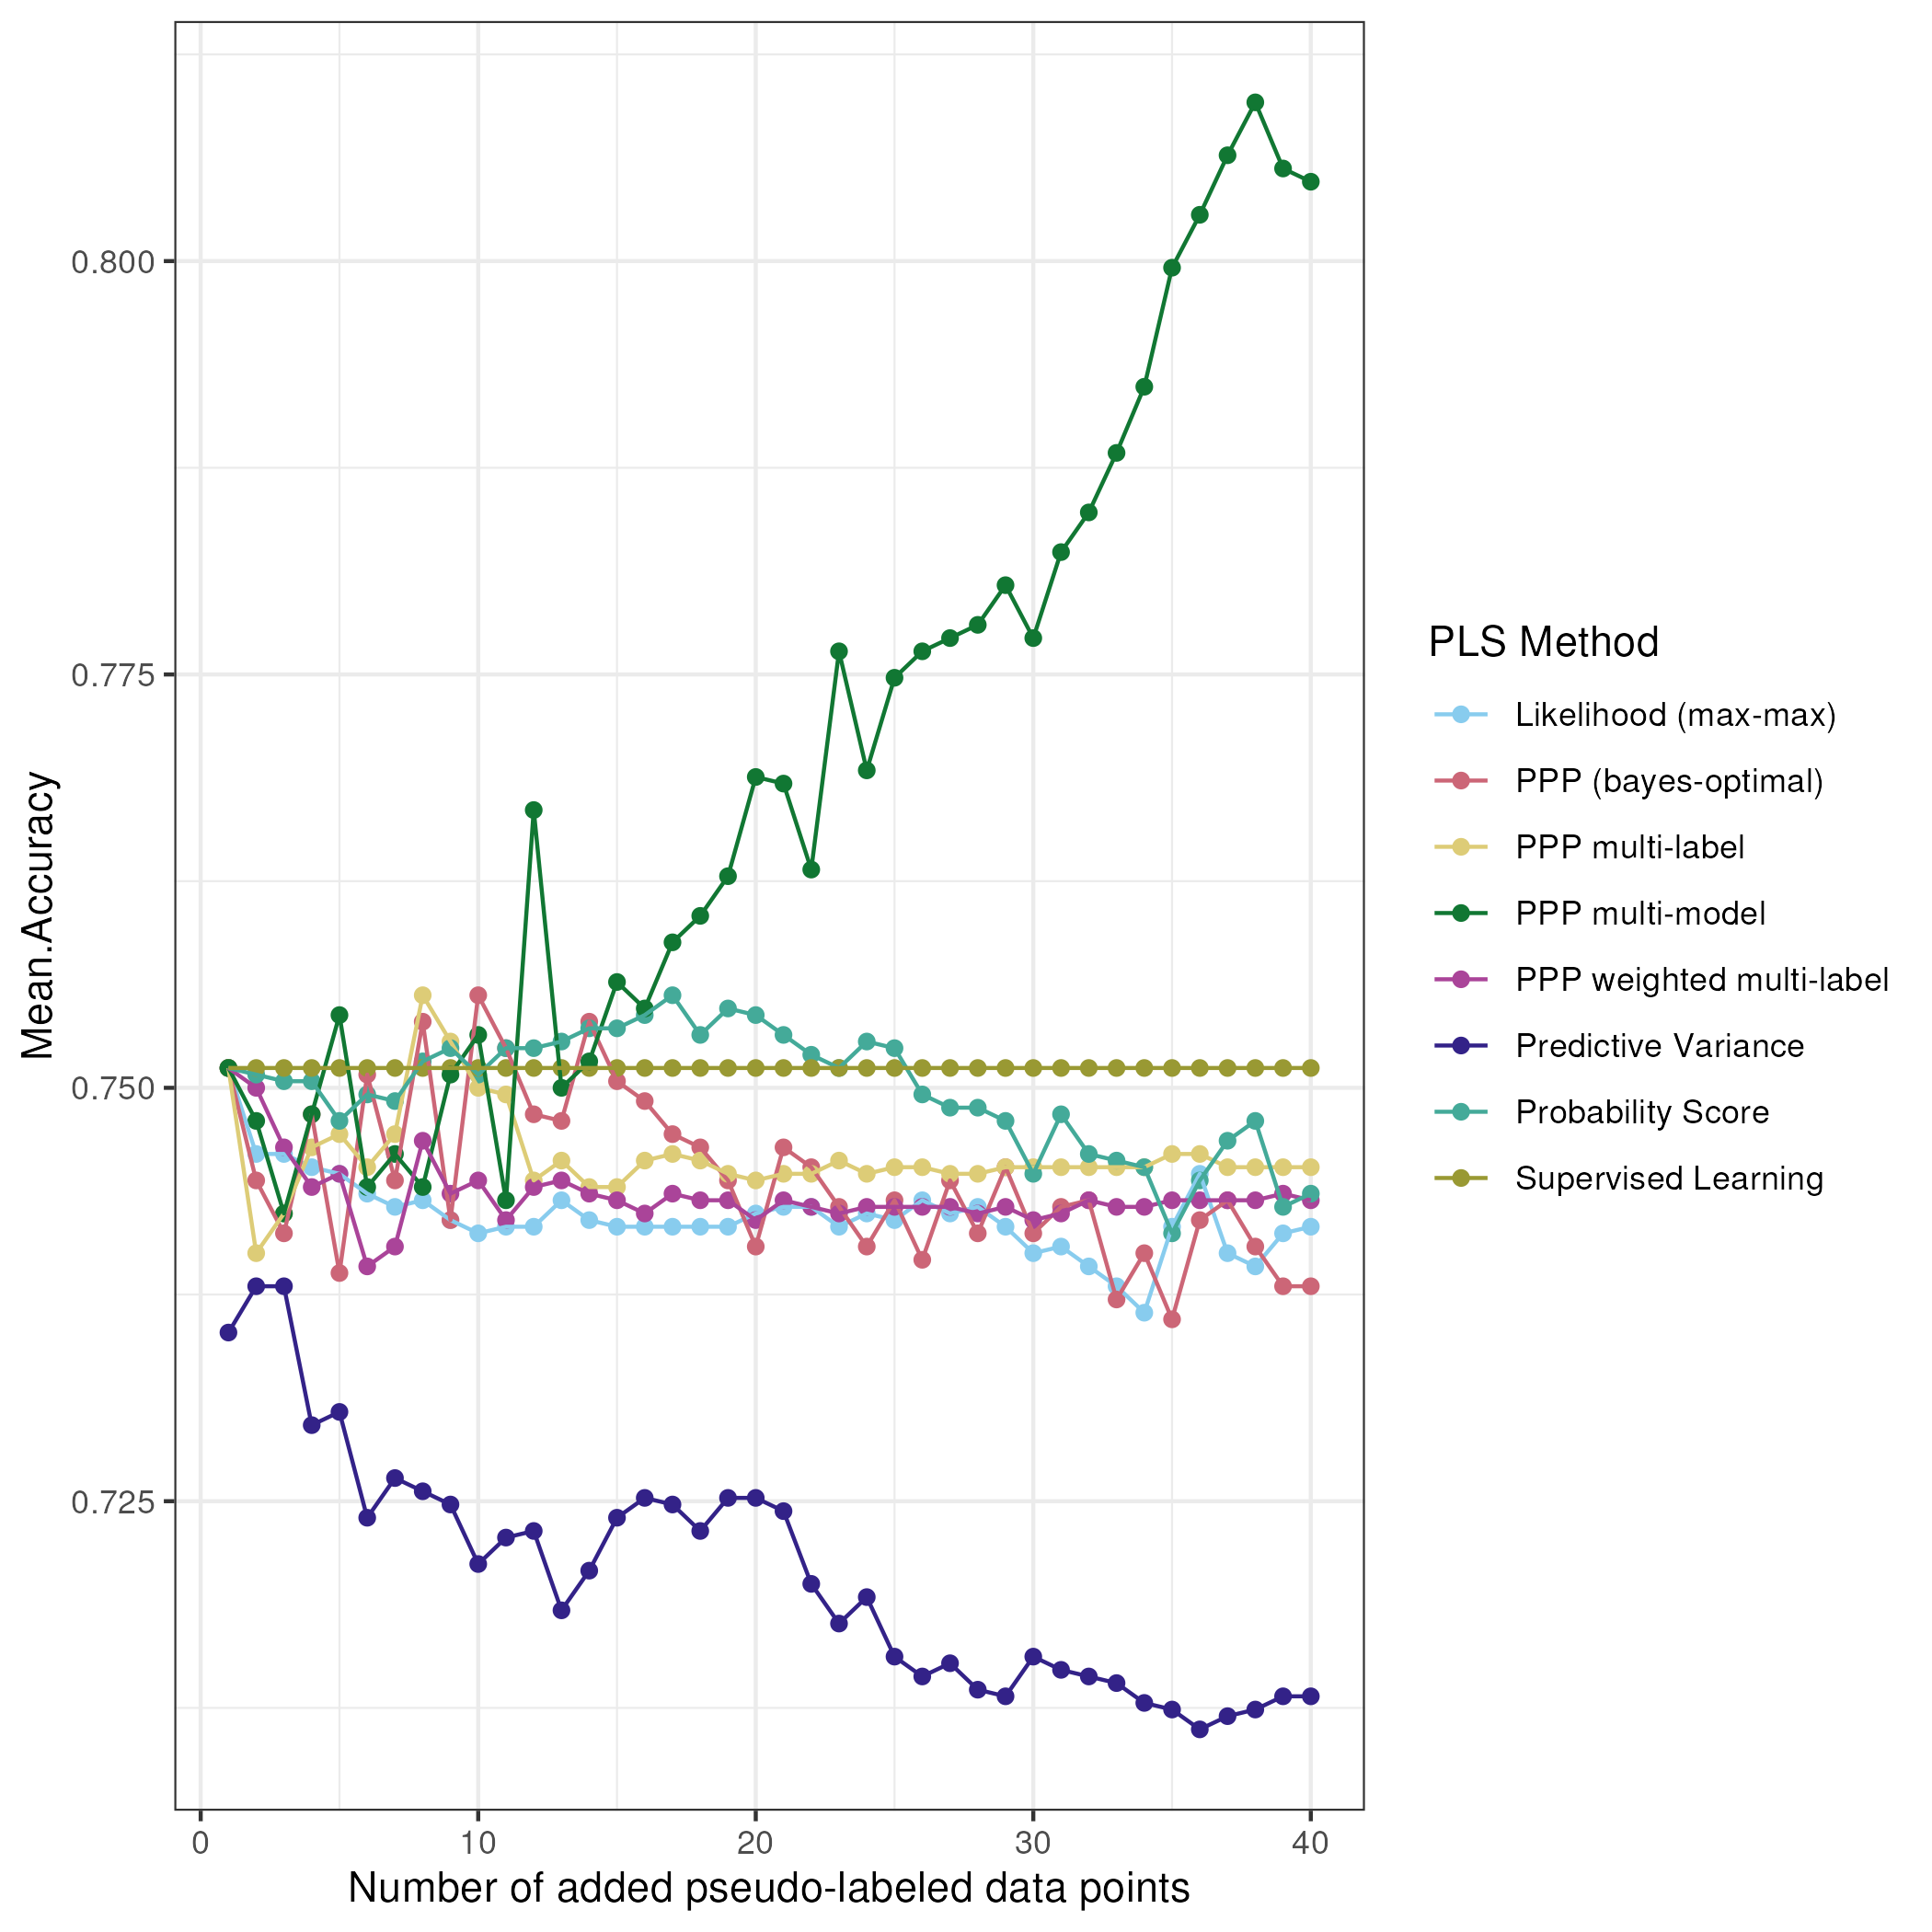 0.800
0.775
0.750
0.725
Mean.Accuracy
0 10 20 30 40
Number of added pseudo-labeled data points
PLS Method
Likelihood (max-max)
PPP (bayes-optimal)
PPP multi-label
PPP multi-model
PPP weighted multi-label
Predictive Variance
Probability Score
Supervised Learning